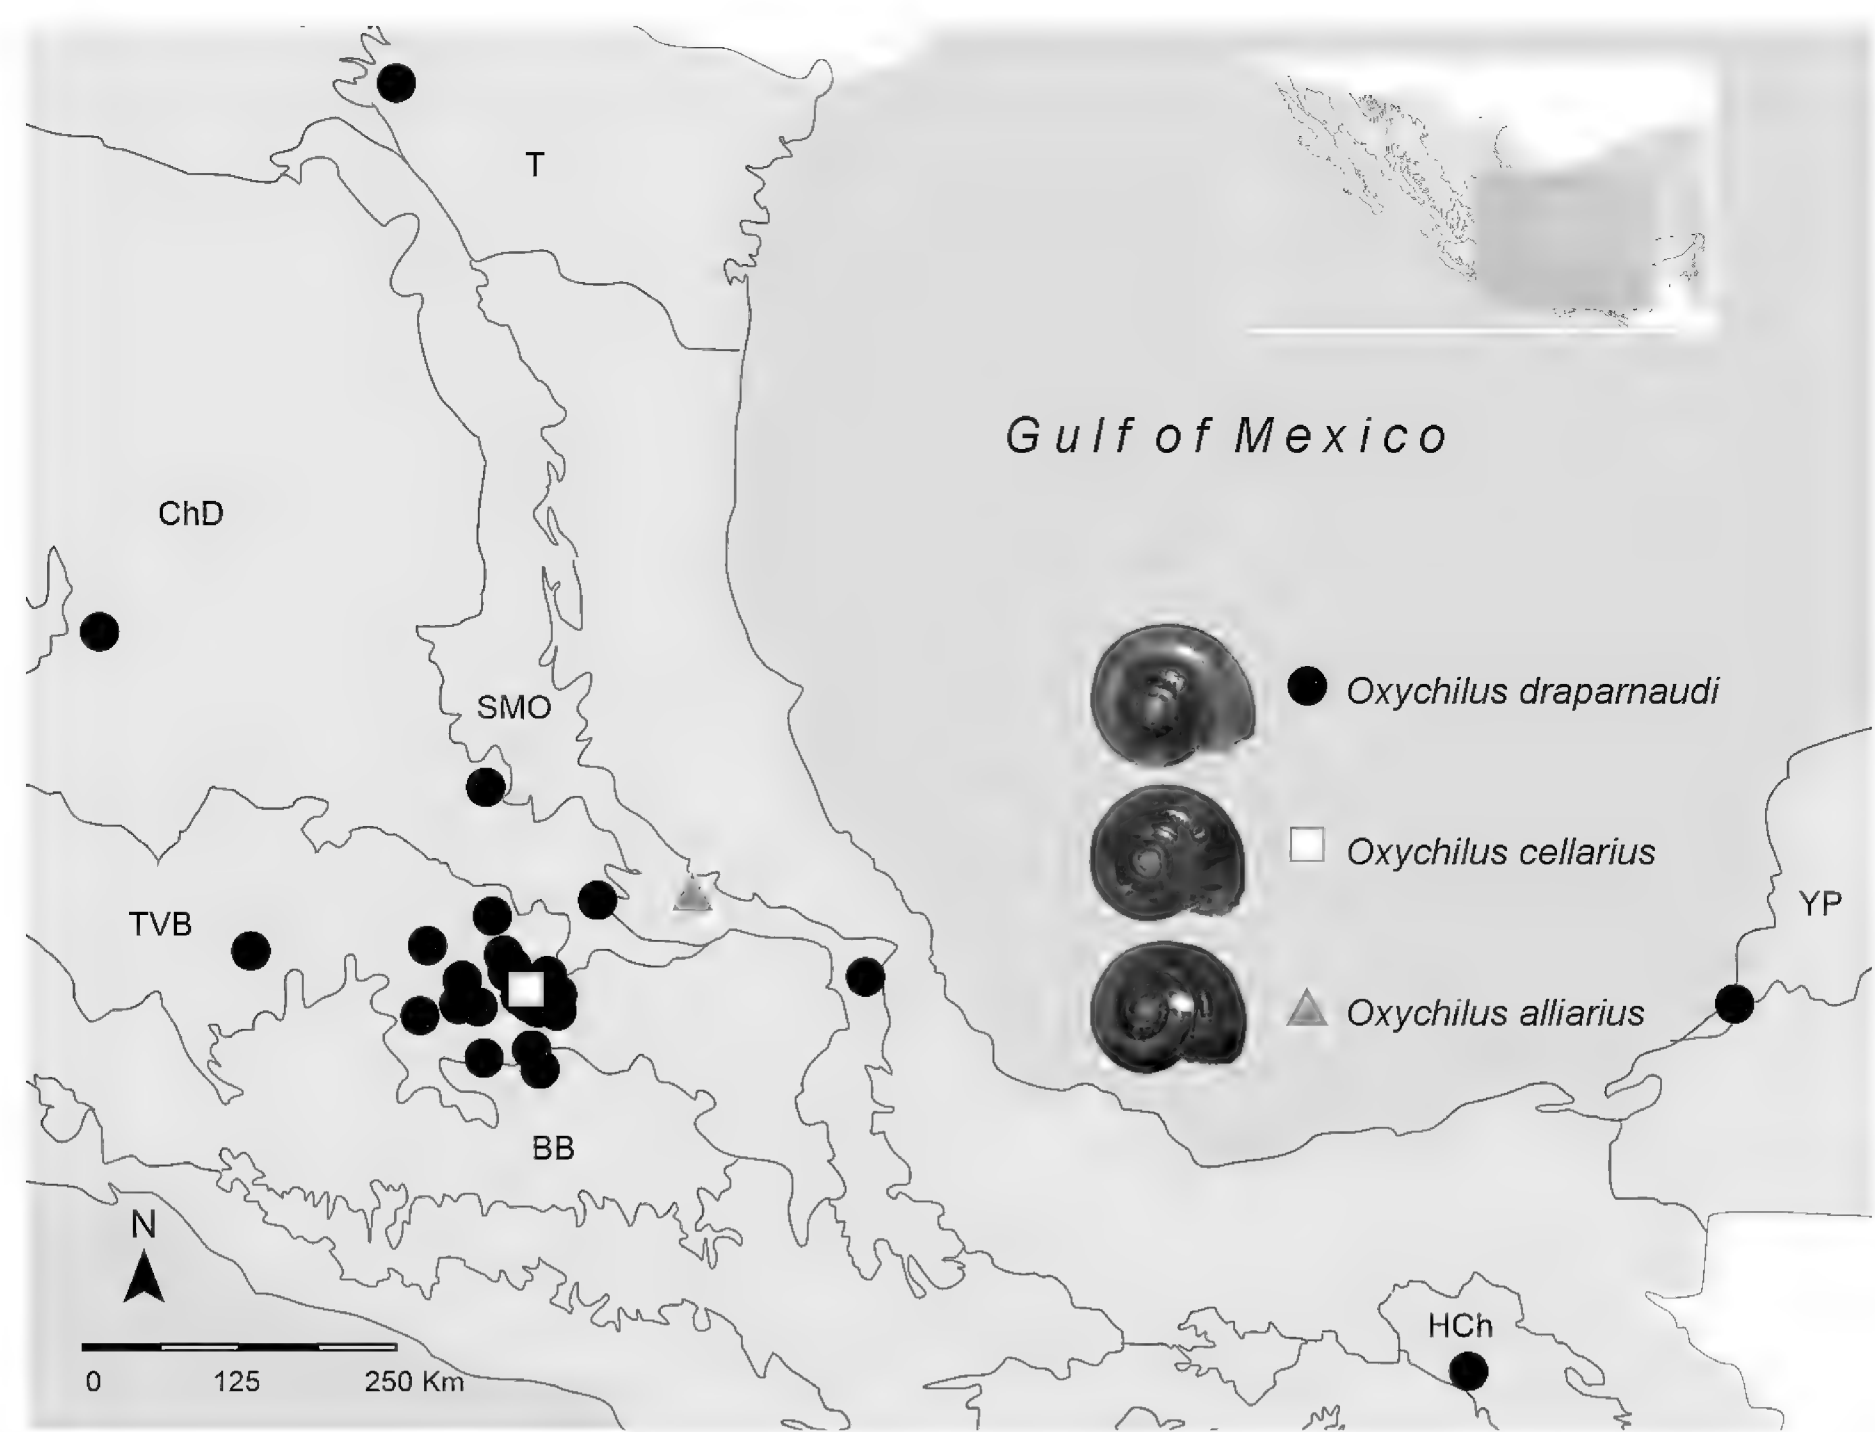 T
Gulf of Mexico
ChD
Oxychilus draparnaudi
SMO
Oxychilus cellarius
YP
TVB
Oxychilus alliarius
BB
N
HCh
0 125 250 Km